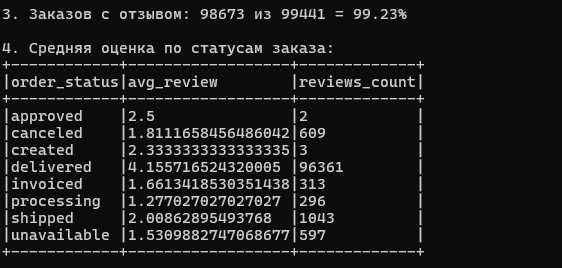 3. Заказов с отзывом: 98673 из 99441 = 99.23%
4. Средняя оценка по статусам заказа:
+------------+------------------+-------------+
|order_status|avg_review        |reviews_count|
+------------+------------------+-------------+
|approved    |2.5               |2            |
|canceled    |1.8111658456486042|609          |
|created     |2.3333333333333335|3            |
|delivered   |4.155716524320005 |96361        |
|invoiced    |1.6613418530351438|313          |
|processing  |1.277027027027027 |296          |
|shipped     |2.00862895493768  |1043         |
|unavailable |1.5309882747068677|597          |
+------------+------------------+-------------+